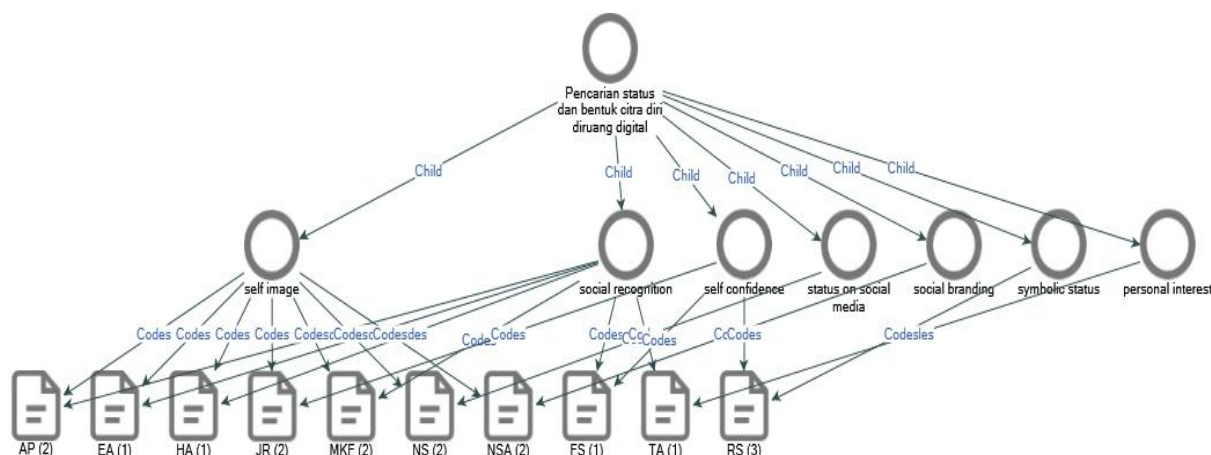 Pencarian status
dan bentuk citra diri
diruang digital
Child
Child
Child
Child
Child
Child
Child
self image
social recognition
self confidence
status on social
media
social branding
symbolic status
personal interest
Codes
Codes
Codes
Codes
Codes
Codes
Codes
Codes
Codes
Codes
AP (2)
EA (1)
HA (1)
JR (2)
MKF (2)
NS (2)
NSA (2)
FS (1)
TA (1)
RS (3)